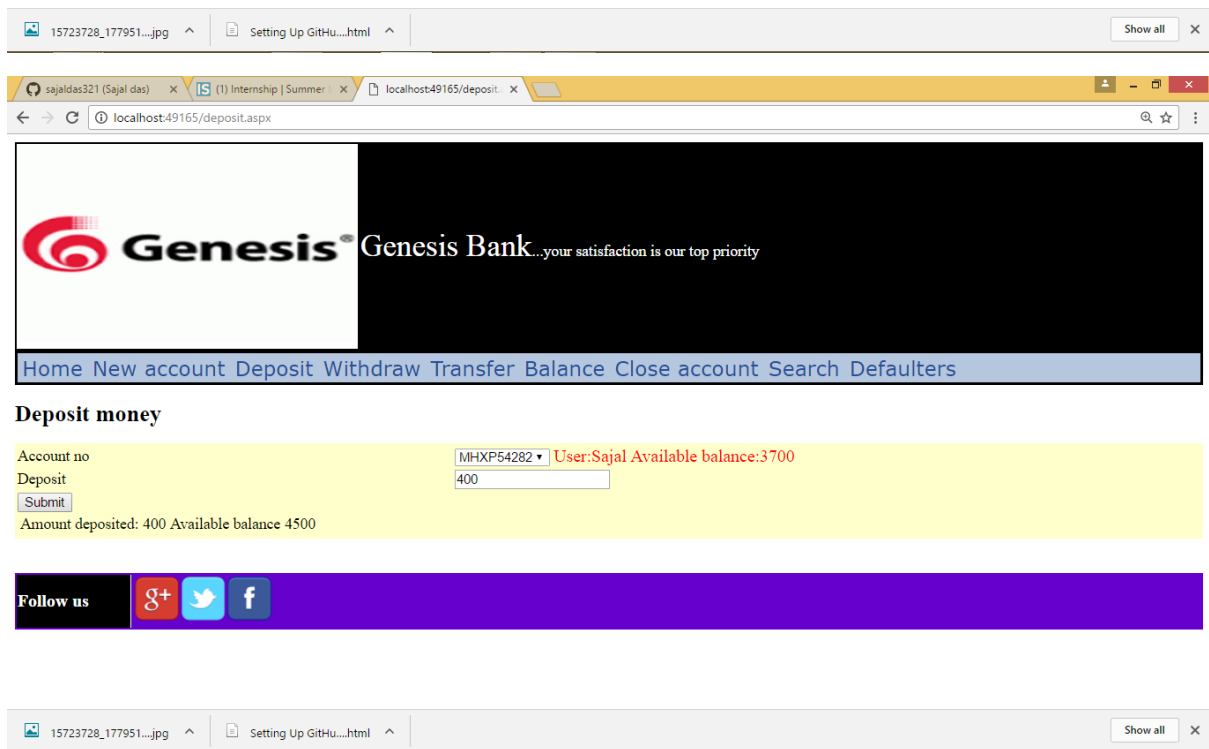 15723728_177951....jpg Setting Up GitHu....html Show all
sajaldas321 (Sajal das) (1) Internship | Summer localhost:49165/deposit.
localhost:49165/deposit.aspx
Genesis® Genesis Bank...your satisfaction is our top priority
Home New account Deposit Withdraw Transfer Balance Close account Search Defaulters
Deposit money
Account no MHXP54282 User:Sajal Available balance:3700
Deposit 400
Submit
Amount deposited: 400 Available balance 4500
Follow us g+ f
15723728_177951....jpg Setting Up GitHu....html Show all